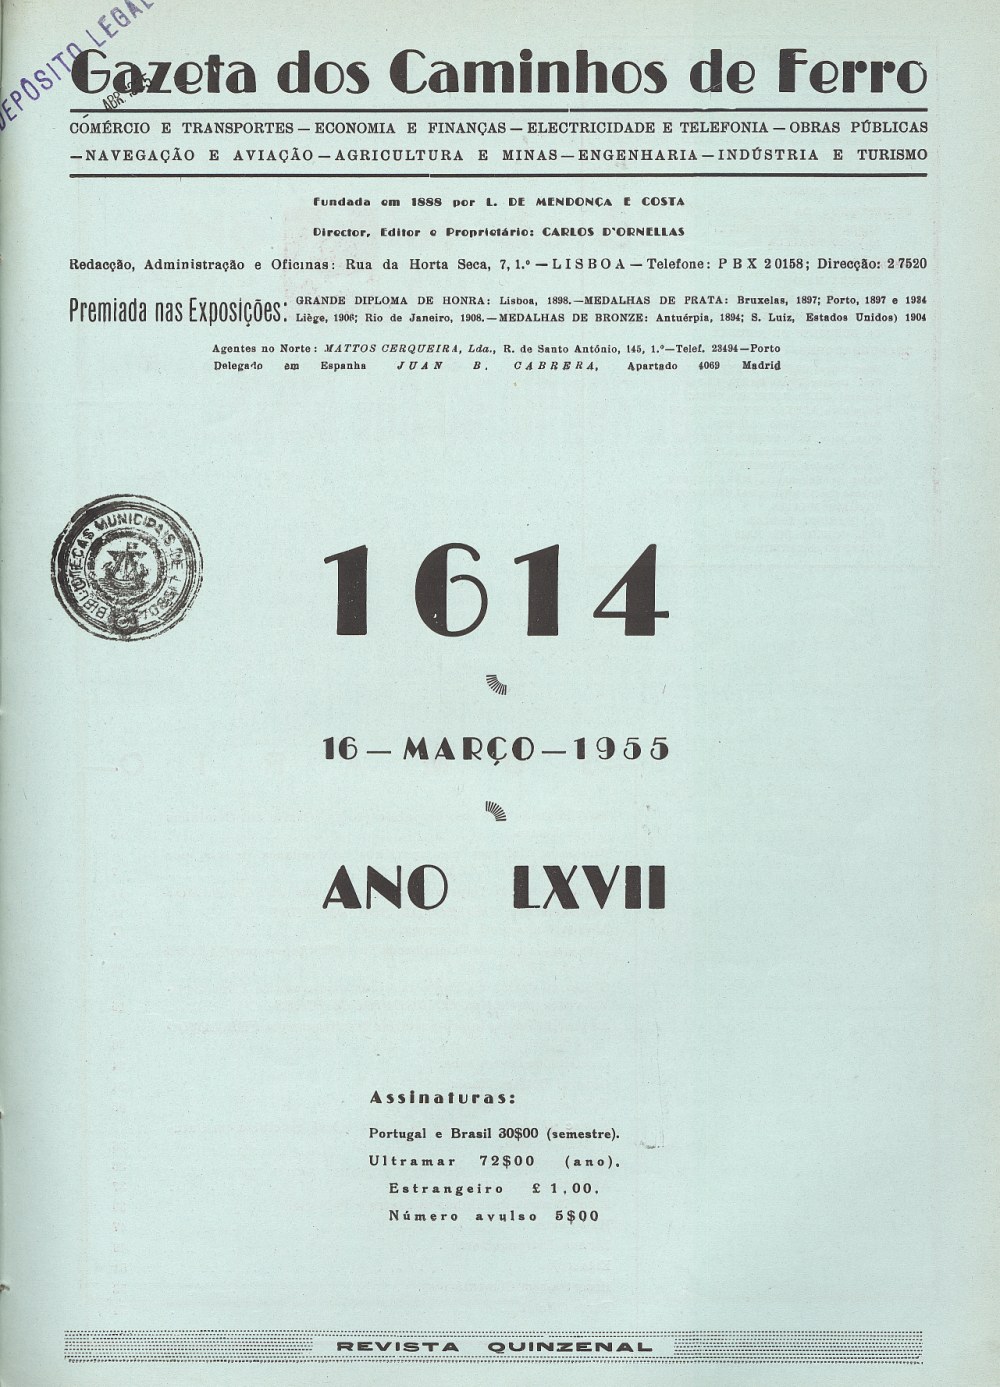 DEPOSITO LEGAL
ABR.
Gazeta dos Caminhos de Ferro
COMÉRCIO E TRANSPORTES — ECONOMIA E FINANÇAS — ELECTRICIDADE E TELEFONIA — OBRAS PÚBLICAS
—NAVEGAÇÃO E AVIAÇÃO — AGRICULTURA E MINAS — ENGENHARIA — INDÚSTRIA E TURISMO
Fundada em 1888 por L. DE MENDONÇA E COSTA
Director, Editor e Proprietário: CARLOS D'ORNELLAS
Redacção, Administração e Oficinas: Rua da Horta Seca, 7, 1.º — LISBOA — Telefone: PBX 20158; Direcção: 27520
Premiada nas Exposições:
GRANDE DIPLOMA DE HONRA: Lisboa, 1898.—MEDALHAS DE PRATA: Bruxelas, 1897; Porto, 1897 e 1934
Liège, 1906; Rio de Janeiro, 1908.—MEDALHAS DE BRONZE: Antuérpia, 1894; S. Luiz, Estados Unidos) 1904
Agentes no Norte: MATTOS CERQUEIRA, Lda., R. de Santo António, 145, 1.º—Telef. 23494—Porto
Delegado em Espanha JUAN B. CABRERA, Apartado 4069 Madrid
BIBLIOTECAS MUNICIPAIS DE LISBOA
1614
16 — MARÇO — 1955
ANO LXVII
Assinaturas:
Portugal e Brasil 30$00 (semestre).
Ultramar 72$00 (ano).
Estrangeiro £ 1,00.
Número avulso 5$00
REVISTA QUINZENAL